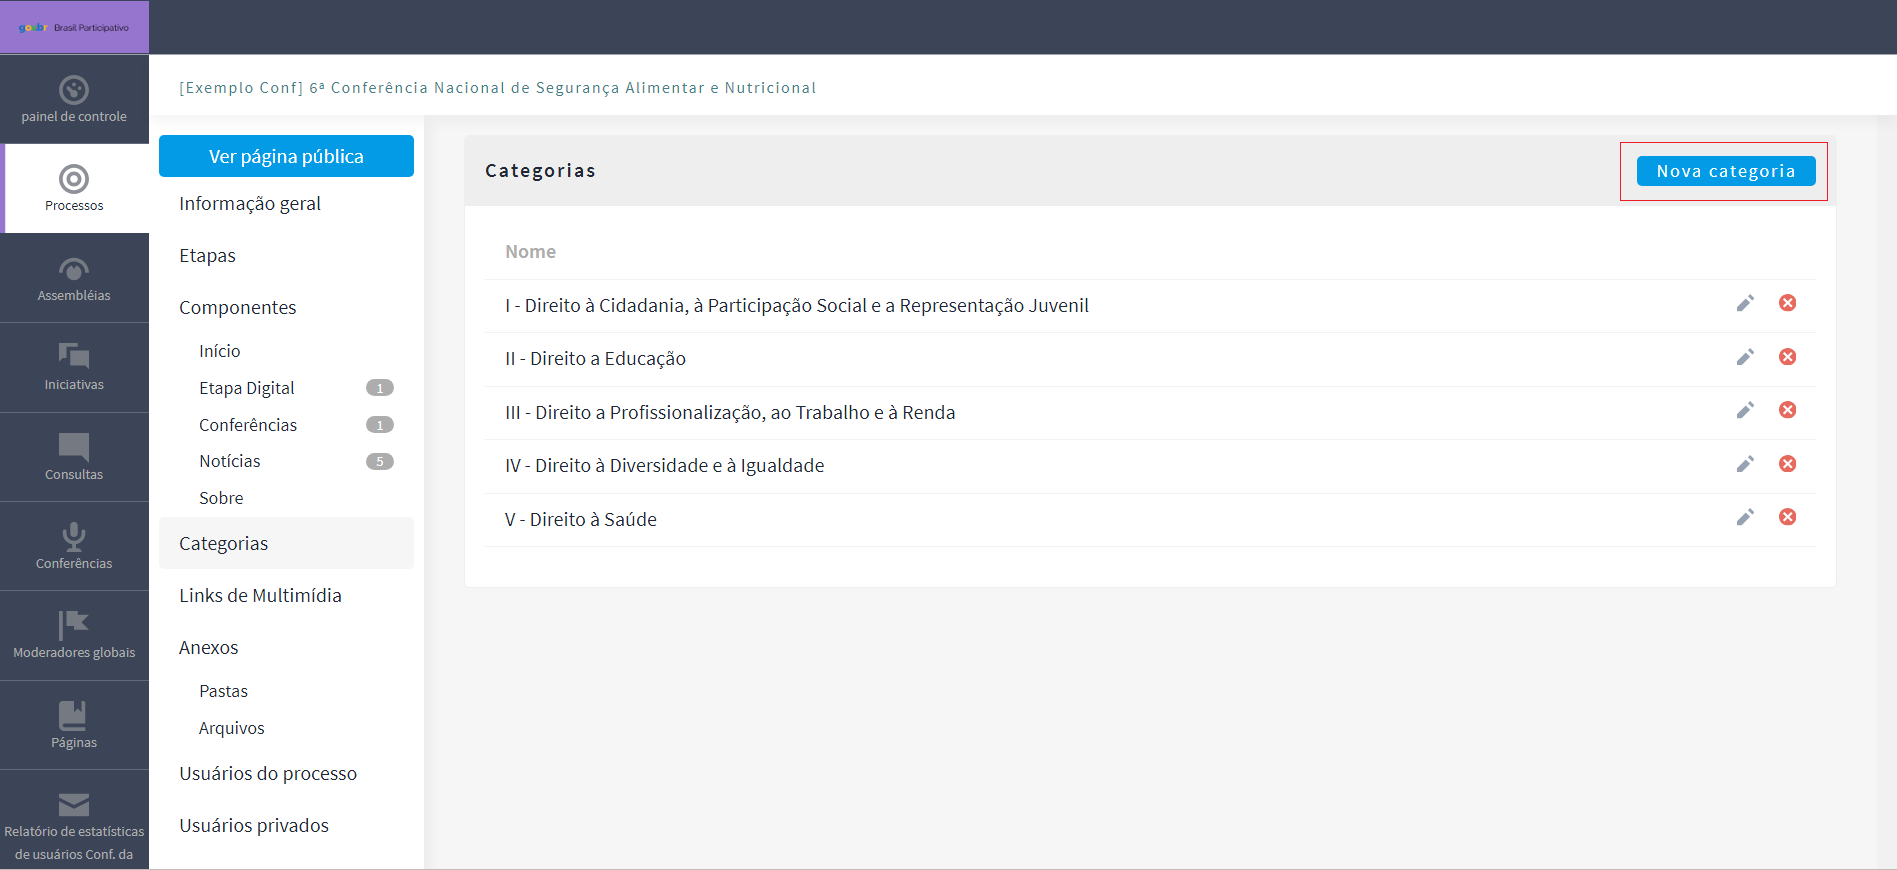 gov.br Brasil Participativo
painel de controle
Processos
Assembléias
Iniciativas
Consultas
Conferências
Moderadores globais
Páginas
Relatório de estatísticas
de usuários Conf. da
[Exemplo Conf] 6ª Conferência Nacional de Segurança Alimentar e Nutricional
Ver página pública
Informação geral
Etapas
Componentes
Início
Etapa Digital 1
Conferências 1
Notícias 5
Sobre
Categorias
Links de Multimídia
Anexos
Pastas
Arquivos
Usuários do processo
Usuários privados
Categorias
Nova categoria
Nome
I - Direito à Cidadania, à Participação Social e a Representação Juvenil
II - Direito a Educação
III - Direito a Profissionalização, ao Trabalho e à Renda
IV - Direito à Diversidade e à Igualdade
V - Direito à Saúde